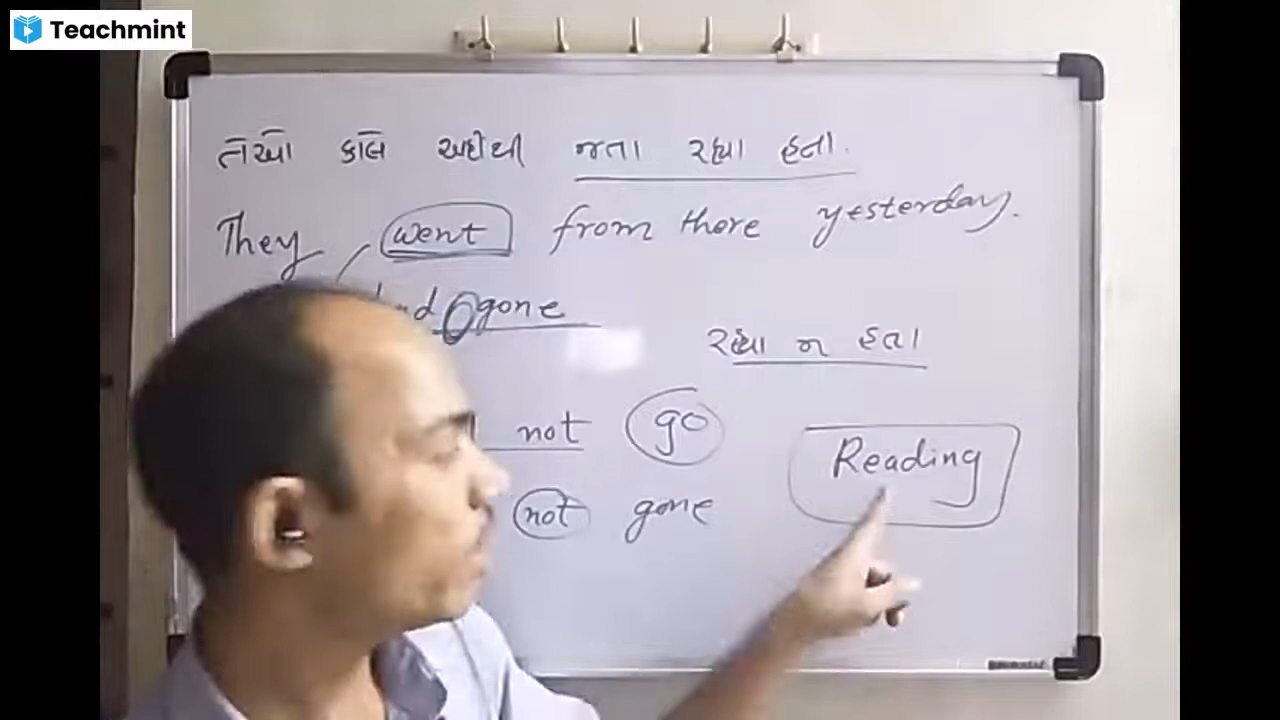 Teachmint
તેઓ કાલ અહીંથી જતા રહ્યા હતા.
They went from there yesterday.
gone
રહ્યા ન હતા
not go
Reading
not gone